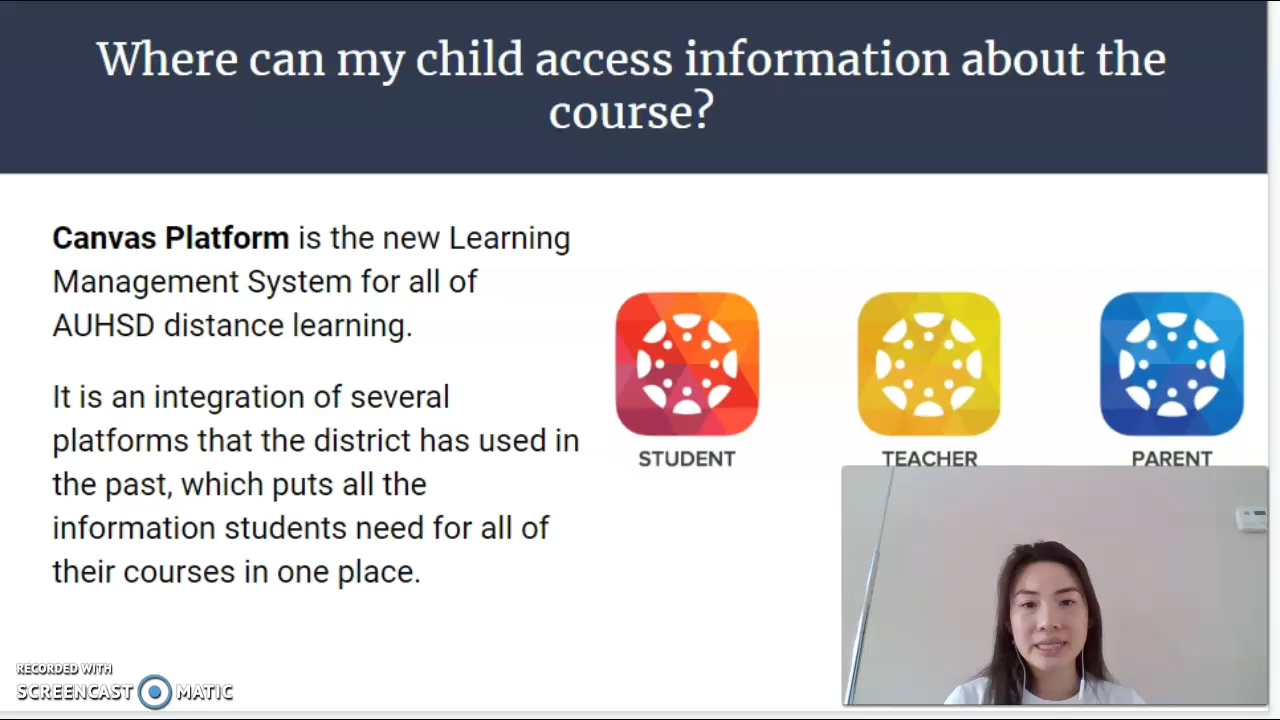 Where can my child access information about the
course?
Canvas Platform is the new Learning
Management System for all of
AUHSD distance learning.
It is an integration of several
platforms that the district has used in
the past, which puts all the
information students need for all of
their courses in one place.
STUDENT
TEACHER
PARENT
RECORDED WITH
SCREENCAST MATIC